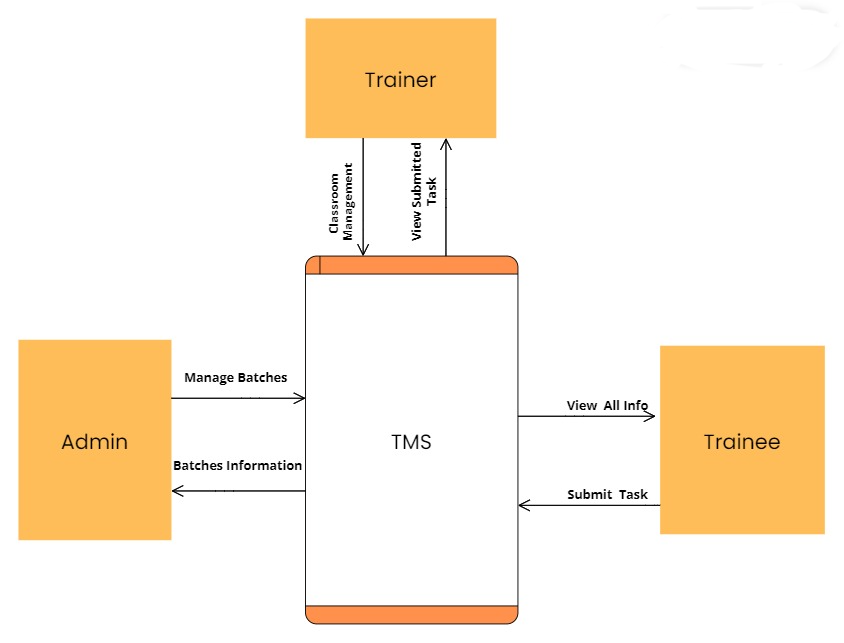 Trainer
Classroom
Management
View Submitted
Task
Manage Batches
Admin
TMS
Batches Information
View All Info
Trainee
Submit Task